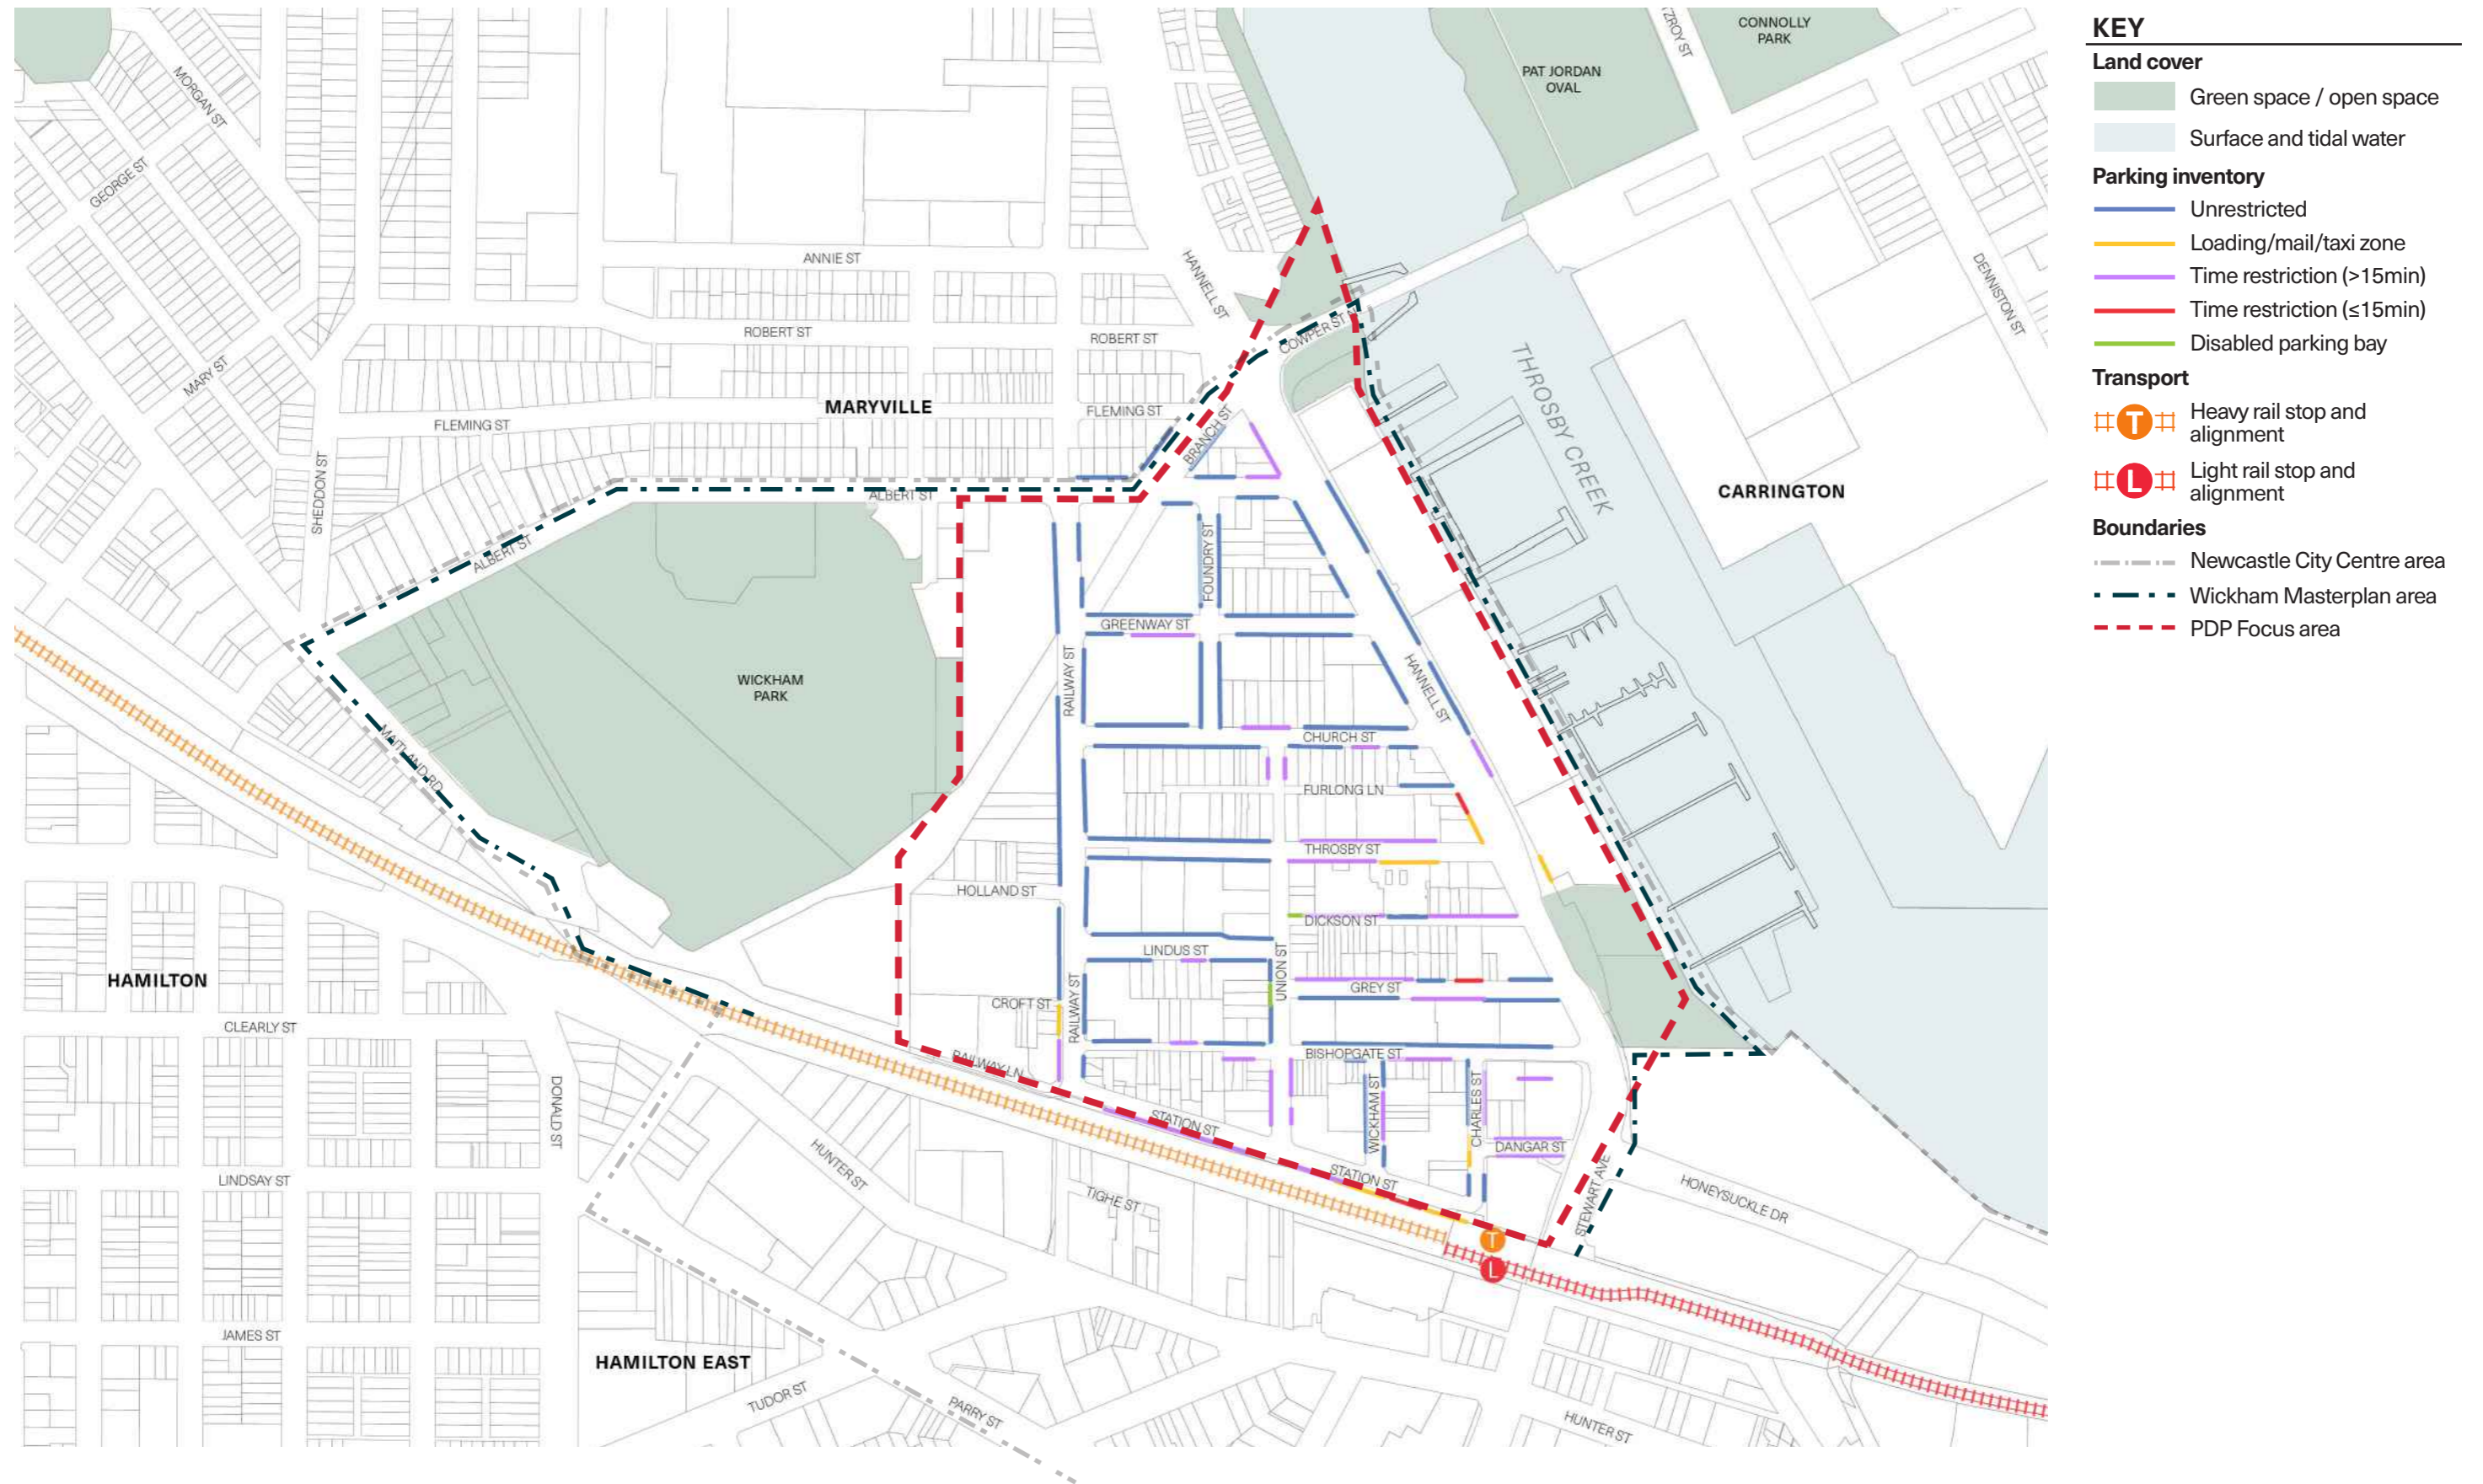 CONNOLLY
PARK
ZROY ST
PAT JORDAN
OVAL
MORGAN ST
GEORGE ST
ANNIE ST
HANNELL ST
DENNISTON ST
ROBERT ST
ROBERT ST
COWPER ST N
MARY ST
MARYVILLE
FLEMING ST
FLEMING ST
BRANCH ST
THROSBY CREEK
SHEDDON ST
ALBERT ST
CARRINGTON
ALBERT ST
FOUNDRY ST
GREENWAY ST
RAILWAY ST
WICKHAM
PARK
HANNELL ST
CHURCH ST
MAITLAND RD
FURLONG LN
THROSBY ST
HOLLAND ST
DICKSON ST
LINDUS ST
UNION ST
HAMILTON
GREY ST
CROFT ST
RAILWAY ST
CLEARLY ST
RAILWAY LN
BISHOPGATE ST
DONALD ST
WICKHAM ST
CHARLES ST
STATION ST
DANGAR ST
HUNTER ST
STATION ST
LINDSAY ST
TIGHE ST
STEWART AVE
HONEYSUCKLE DR
T
L
JAMES ST
HAMILTON EAST
TUDOR ST
PARRY ST
HUNTER ST
KEY
Land cover
Green space / open space
Surface and tidal water
Parking inventory
Unrestricted
Loading/mail/taxi zone
Time restriction (>15min)
Time restriction (≤15min)
Disabled parking bay
Transport
T
Heavy rail stop and
alignment
L
Light rail stop and
alignment
Boundaries
Newcastle City Centre area
Wickham Masterplan area
PDP Focus area